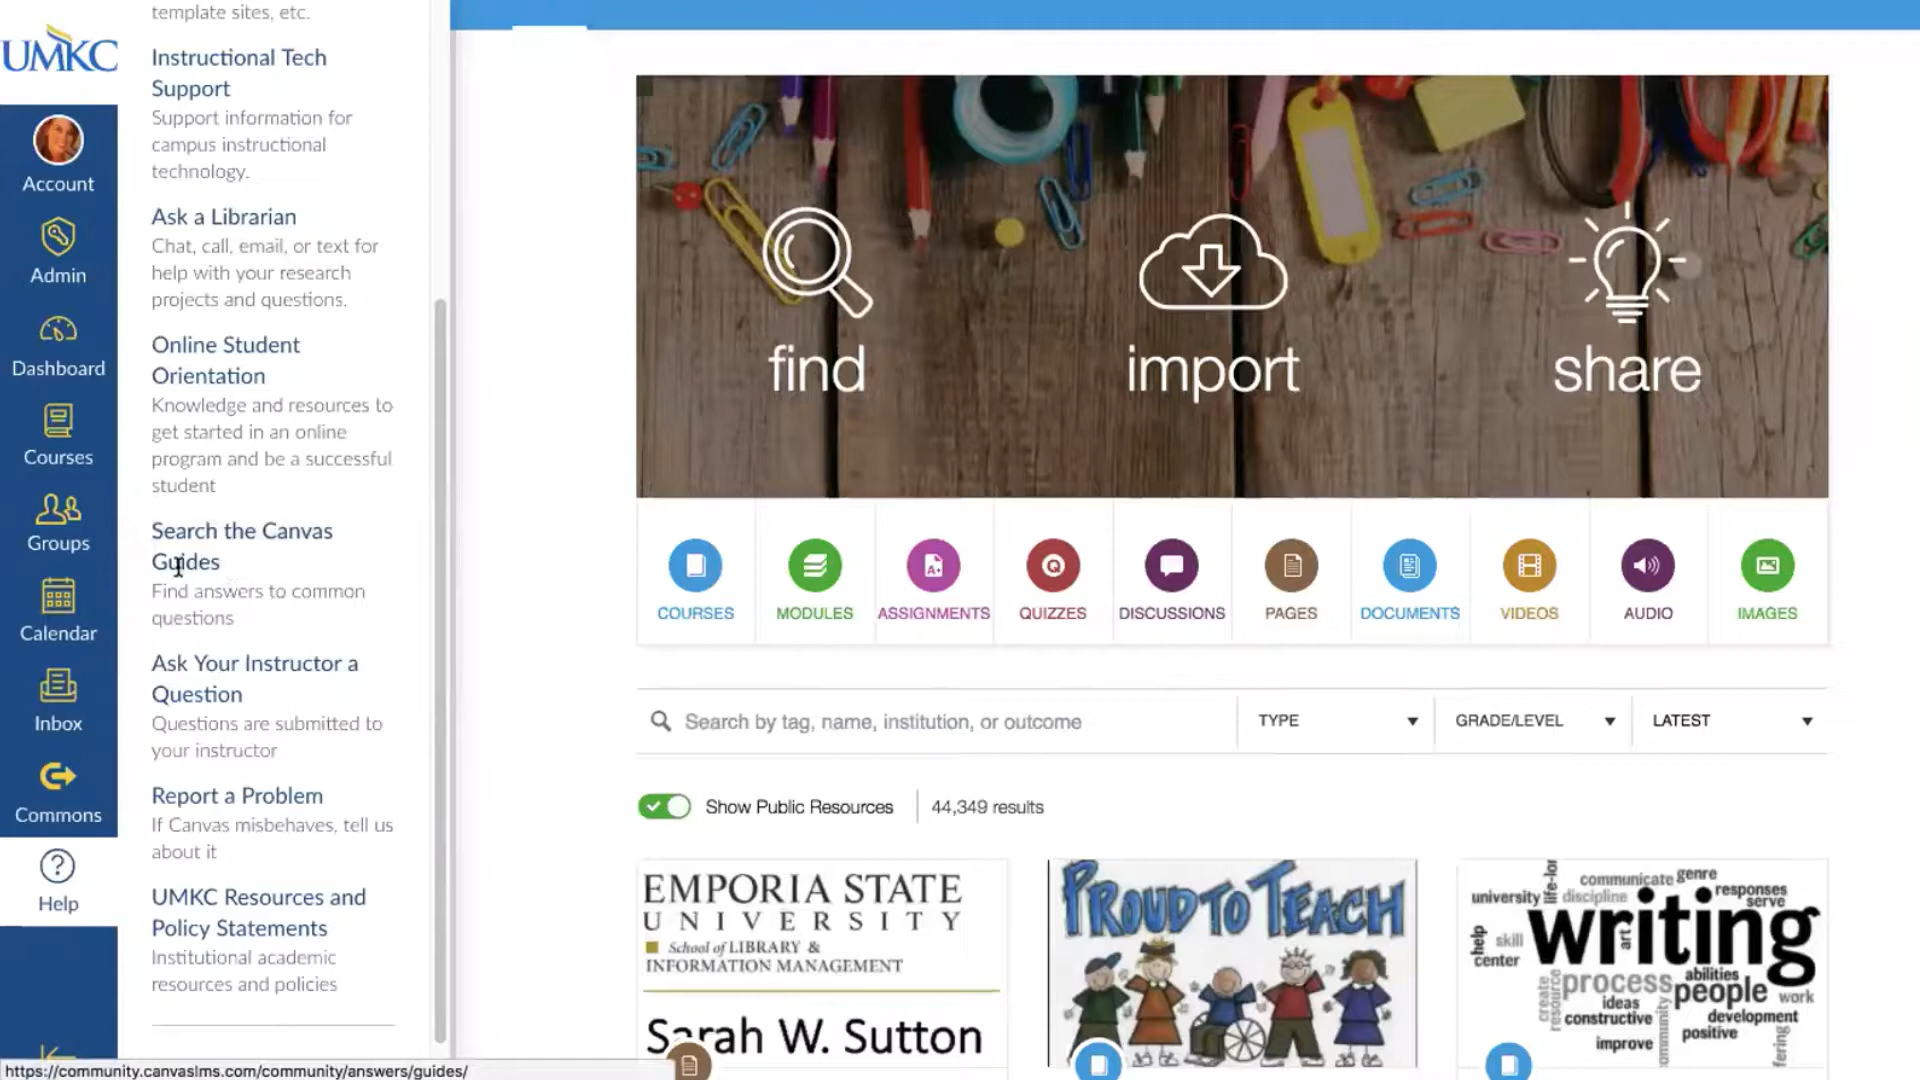 UMKC
Account
Admin
Dashboard
Courses
Groups
Calendar
Inbox
Commons
Help
template sites, etc.
Instructional Tech
Support
Support information for
campus instructional
technology.
Ask a Librarian
Chat, call, email, or text for
help with your research
projects and questions.
Online Student
Orientation
Knowledge and resources to
get started in an online
program and be a successful
student
Search the Canvas
Guides
Find answers to common
questions
Ask Your Instructor a
Question
Questions are submitted to
your instructor
Report a Problem
If Canvas misbehaves, tell us
about it
UMKC Resources and
Policy Statements
Institutional academic
resources and policies
https://community.canvaslms.com/community/answers/guides/
find
import
share
COURSES
MODULES
A+
ASSIGNMENTS
Q
QUIZZES
DISCUSSIONS
PAGES
DOCUMENTS
VIDEOS
AUDIO
IMAGES
Search by tag, name, institution, or outcome
TYPE
GRADE/LEVEL
LATEST
Show Public Resources
44,349 results
EMPORIA STATE
UNIVERSITY
School of LIBRARY &
INFORMATION MANAGEMENT
Sarah W. Sutton
PROUD TO TEACH
communicate
genre
university
discipline
responses
serve
help
skill
center
writing
art
process
abilities
people
work
create
resource
ideas
constructive
development
positive
improve